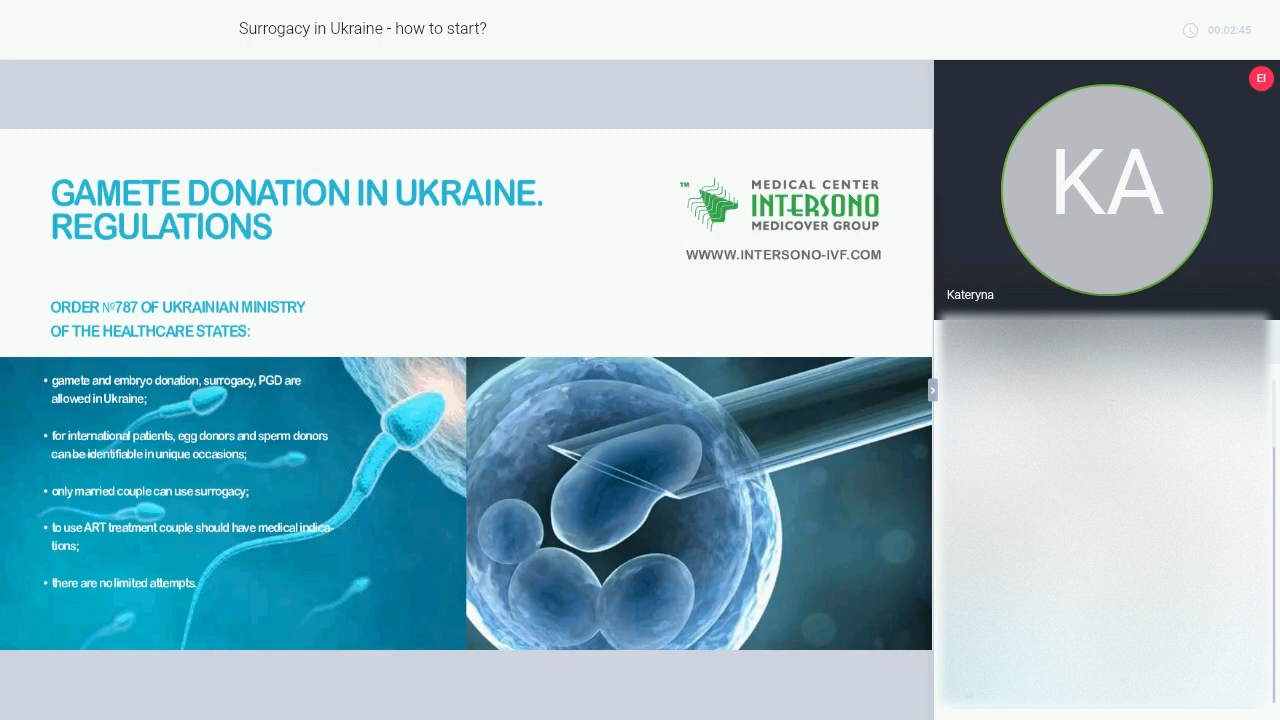 Surrogacy in Ukraine - how to start?
00:02:45
EI
KA
Kateryna
GAMETE DONATION IN UKRAINE.
REGULATIONS
™
MEDICAL CENTER
INTERSONO
MEDICOVER GROUP
WWWW.INTERSONO-IVF.COM
ORDER №787 OF UKRAINIAN MINISTRY
OF THE HEALTHCARE STATES:
• gamete and embryo donation, surrogacy, PGD are
allowed in Ukraine;
• for international patients, egg donors and sperm donors
can be identifiable in unique occasions;
• only married couple can use surrogacy;
• to use ART treatment couple should have medical indica-
tions;
• there are no limited attempts.